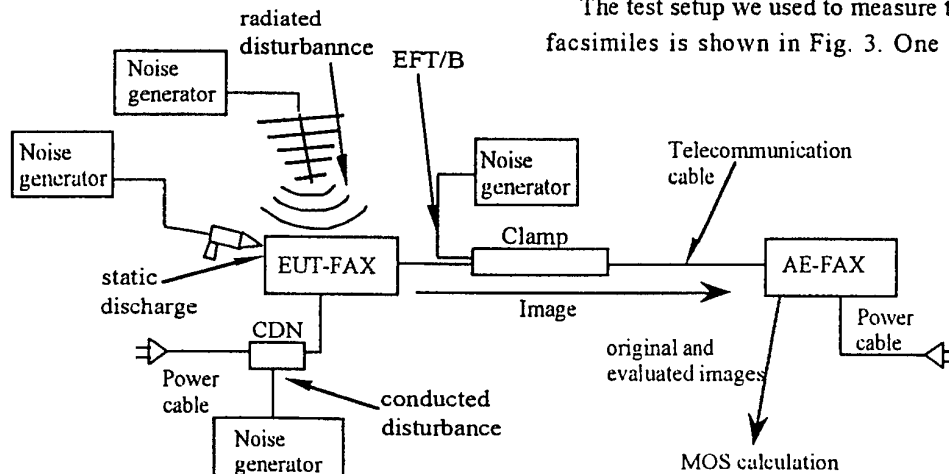 The test setup we used to measure t
facsimiles is shown in Fig. 3. One
radiated
disturbannce
EFT/B
Noise
generator
Noise
generator
Noise
generator
Telecommunication
cable
Clamp
EUT-FAX
AE-FAX
static
discharge
Image
CDN
Power
cable
original and
evaluated images
Power
cable
conducted
disturbance
Noise
generator
MOS calculation